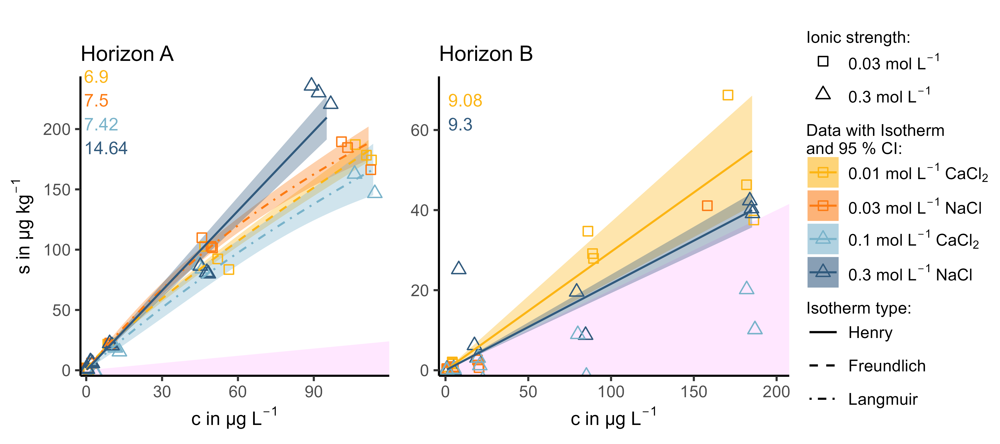 Horizon A
6.9
7.5
7.42
14.64
200
150
100
50
0
0 30 60 90
s in µg kg⁻¹
c in µg L⁻¹
Horizon B
9.08
9.3
60
40
20
0
0 50 100 150 200
c in µg L⁻¹
Ionic strength:
0.03 mol L⁻¹
0.3 mol L⁻¹
Data with Isotherm
and 95 % CI:
0.01 mol L⁻¹ CaCl₂
0.03 mol L⁻¹ NaCl
0.1 mol L⁻¹ CaCl₂
0.3 mol L⁻¹ NaCl
Isotherm type:
Henry
Freundlich
Langmuir